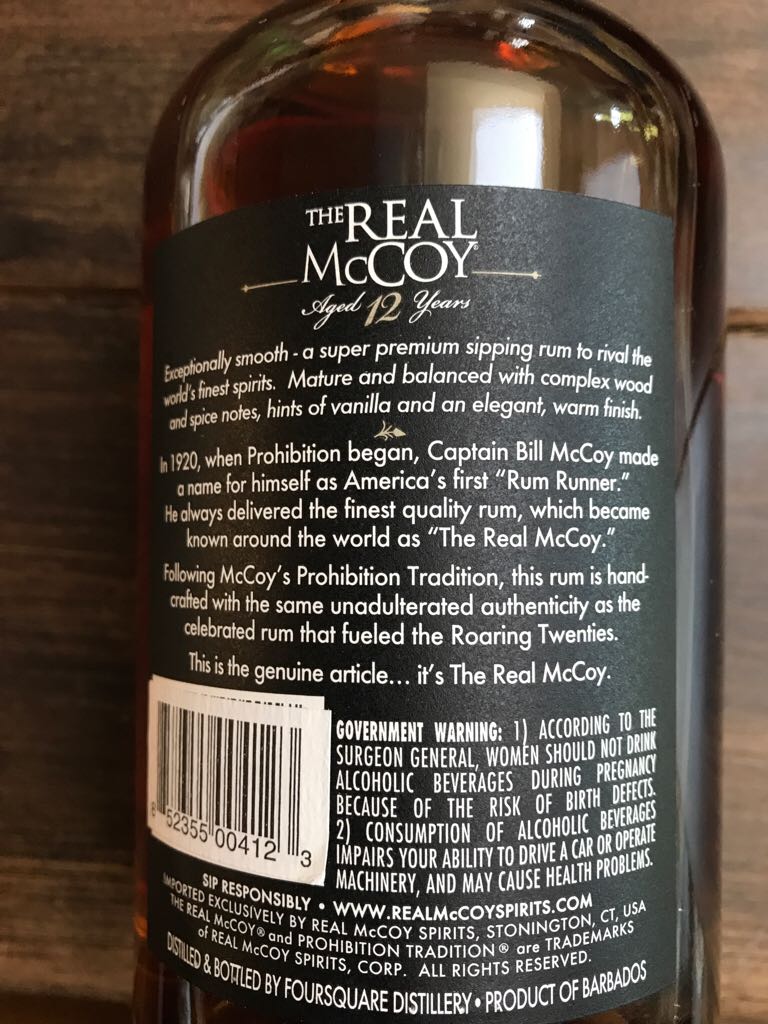 THE REAL
McCOY®
Aged 12 Years
Exceptionally smooth - a super premium sipping rum to rival the
world's finest spirits. Mature and balanced with complex wood
and spice notes, hints of vanilla and an elegant, warm finish.
In 1920, when Prohibition began, Captain Bill McCoy made
a name for himself as America's first "Rum Runner."
He always delivered the finest quality rum, which became
known around the world as "The Real McCoy."
Following McCoy's Prohibition Tradition, this rum is hand-
crafted with the same unadulterated authenticity as the
celebrated rum that fueled the Roaring Twenties.
This is the genuine article... it's The Real McCoy.
8 52355 00412 3
GOVERNMENT WARNING: 1) ACCORDING TO THE
SURGEON GENERAL, WOMEN SHOULD NOT DRINK
ALCOHOLIC BEVERAGES DURING PREGNANCY
BECAUSE OF THE RISK OF BIRTH DEFECTS.
2) CONSUMPTION OF ALCOHOLIC BEVERAGES
IMPAIRS YOUR ABILITY TO DRIVE A CAR OR OPERATE
MACHINERY, AND MAY CAUSE HEALTH PROBLEMS.
SIP RESPONSIBLY • WWW.REALMcCOYSPIRITS.COM
IMPORTED EXCLUSIVELY BY REAL McCOY SPIRITS, STONINGTON, CT, USA
THE REAL McCOY® and PROHIBITION TRADITION® are TRADEMARKS
of REAL McCOY SPIRITS, CORP. ALL RIGHTS RESERVED.
DISTILLED & BOTTLED BY FOURSQUARE DISTILLERY • PRODUCT OF BARBADOS